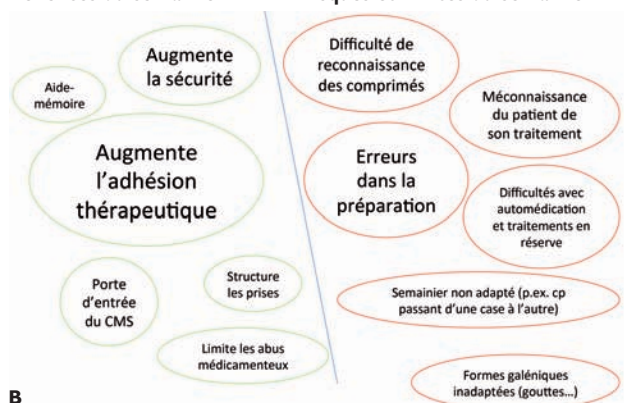 Augmente
la sécurité
Aide-
mémoire
Augmente
l'adhésion
thérapeutique
Porte
d'entrée
du CMS
Structure
les prises
Limite les abus
médicamenteux
Difficulté de
reconnaissance
des comprimés
Méconnaissance
du patient de
son traitement
Erreurs
dans la
préparation
Difficultés avec
automédication
et traitements en
réserve
Semainier non adapté (p.ex. cp
passant d'une case à l'autre)
Formes galéniques
inadaptées (gouttes...)
B